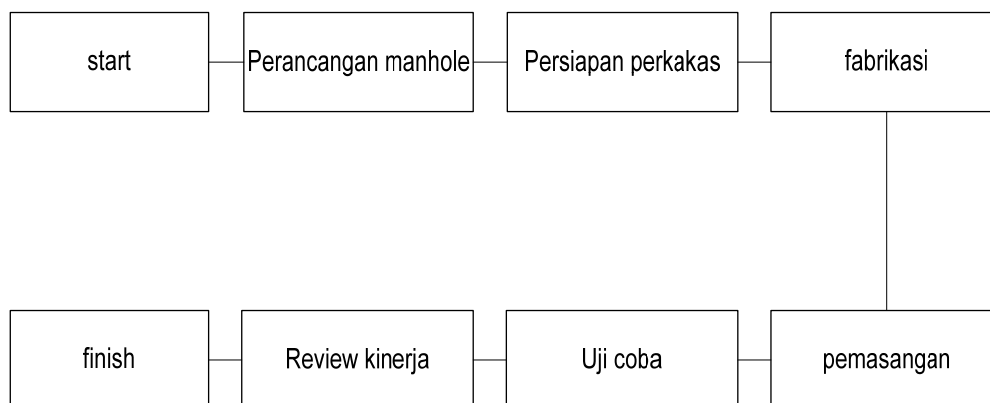 start
Perancangan manhole
Persiapan perkakas
fabrikasi
pemasangan
Uji coba
Review kinerja
finish